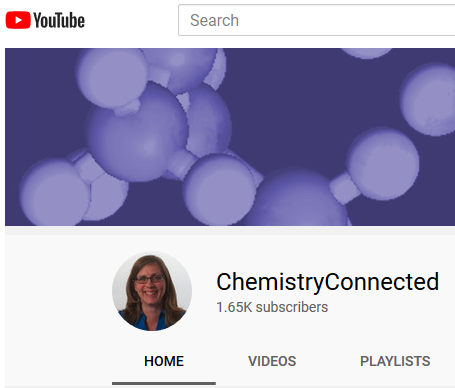 YouTube
Search
ChemistryConnected
1.65K subscribers
HOME VIDEOS PLAYLISTS